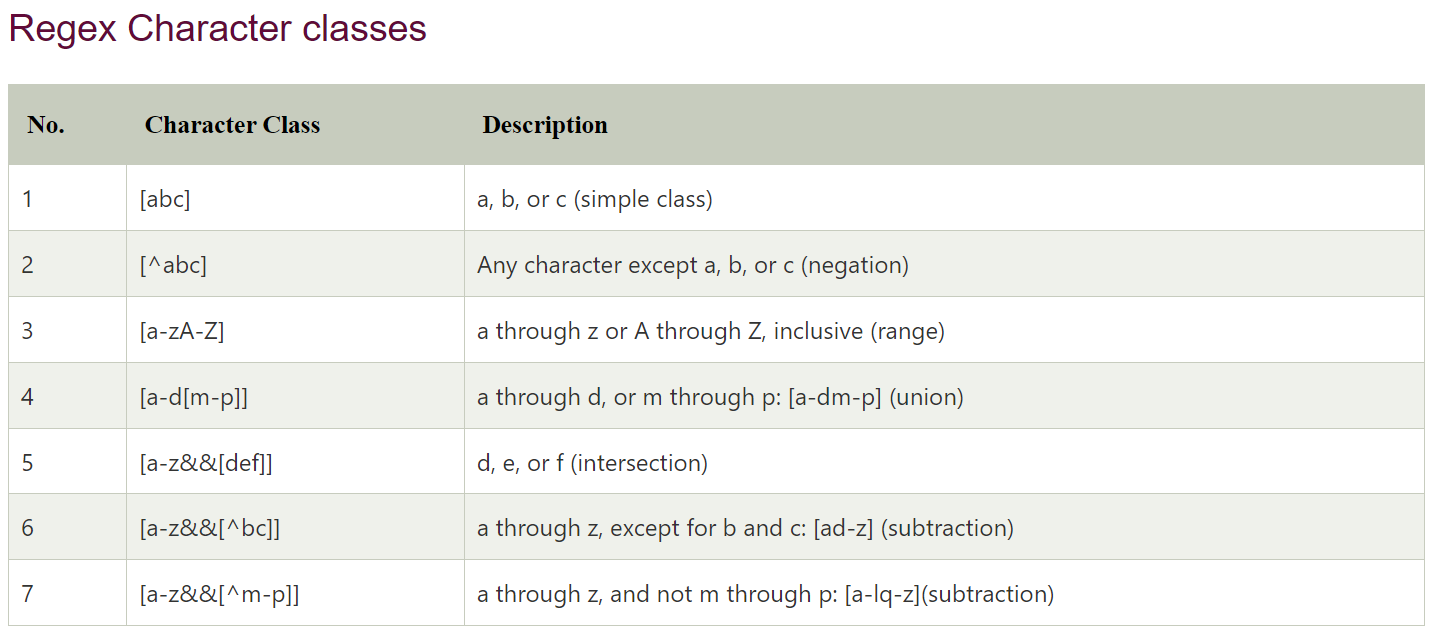 Regex Character classes
No. Character Class Description
1 [abc] a, b, or c (simple class)
2 [^abc] Any character except a, b, or c (negation)
3 [a-zA-Z] a through z or A through Z, inclusive (range)
4 [a-d[m-p]] a through d, or m through p: [a-dm-p] (union)
5 [a-z&&[def]] d, e, or f (intersection)
6 [a-z&&[^bc]] a through z, except for b and c: [ad-z] (subtraction)
7 [a-z&&[^m-p]] a through z, and not m through p: [a-lq-z](subtraction)